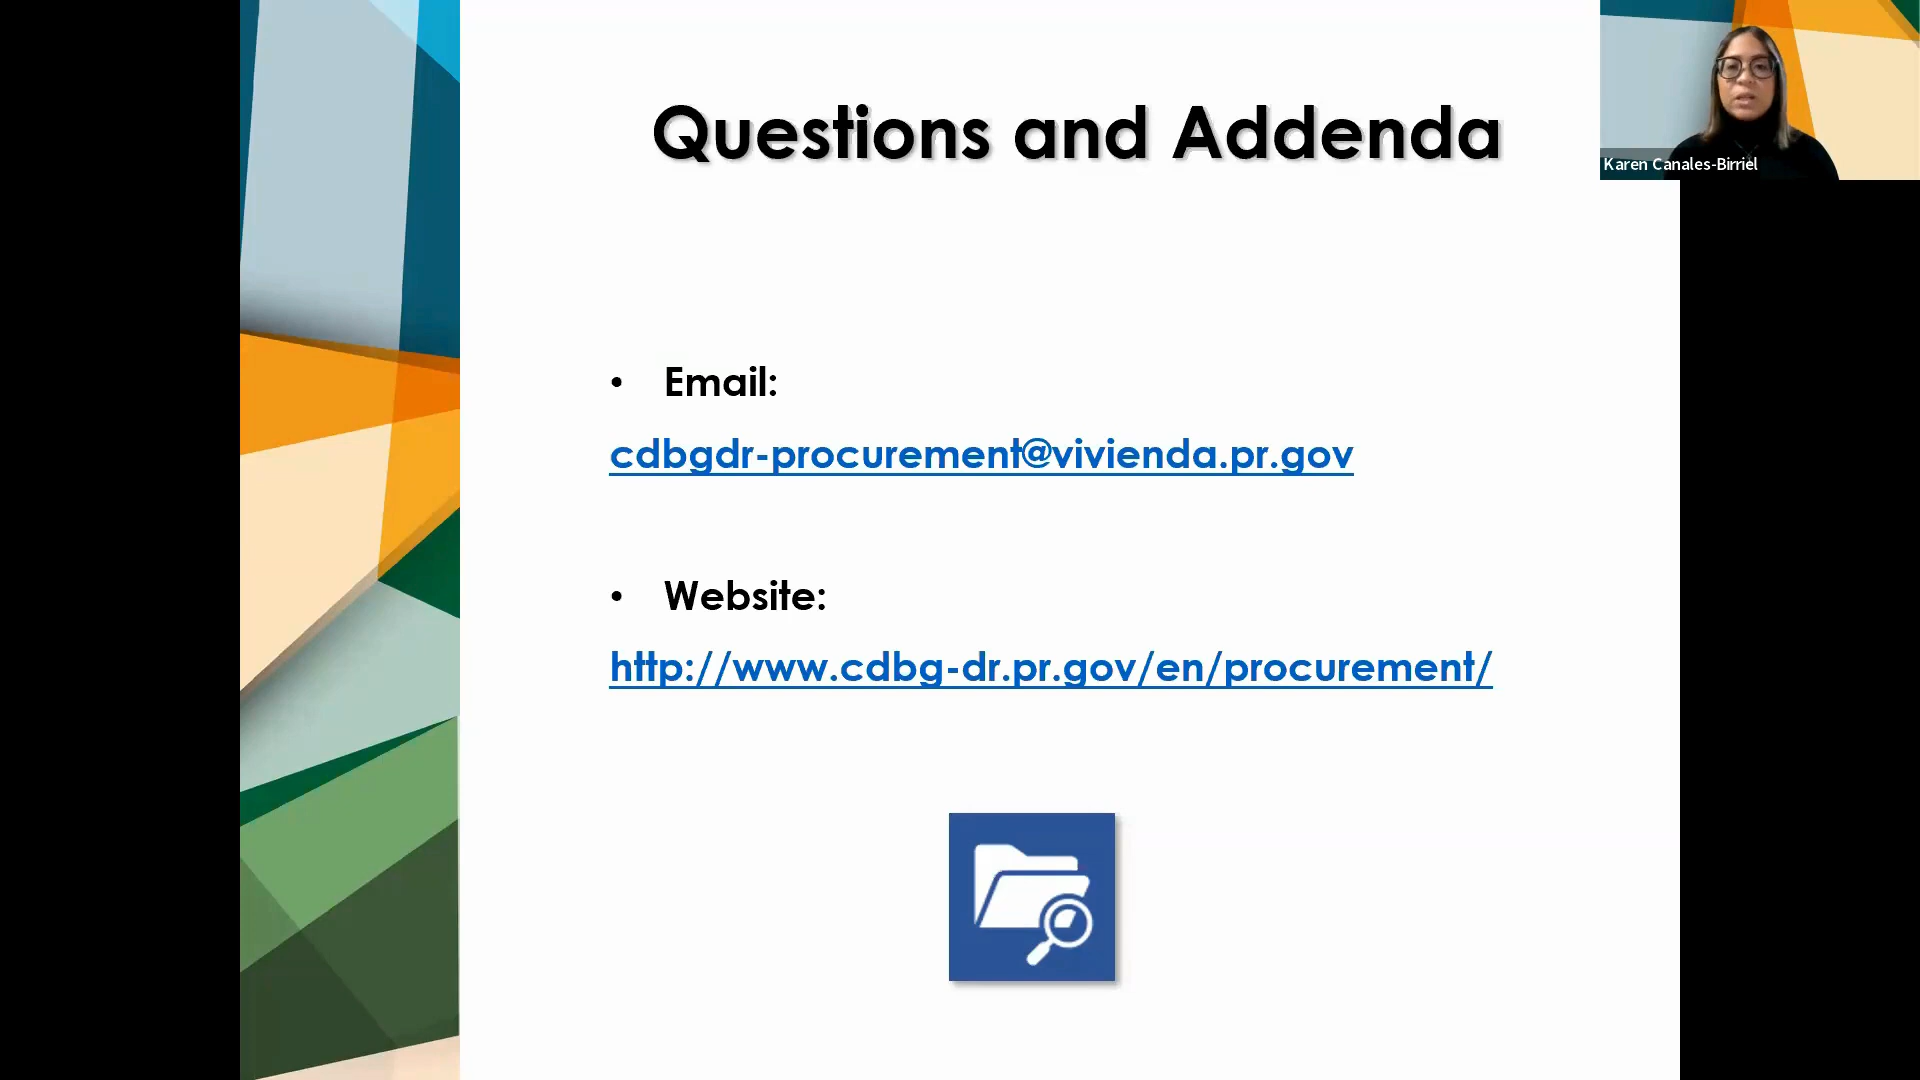 Questions and Addenda
Karen Canales-Birriel
• Email:
cdbgdr-procurement@vivienda.pr.gov
• Website:
http://www.cdbg-dr.pr.gov/en/procurement/